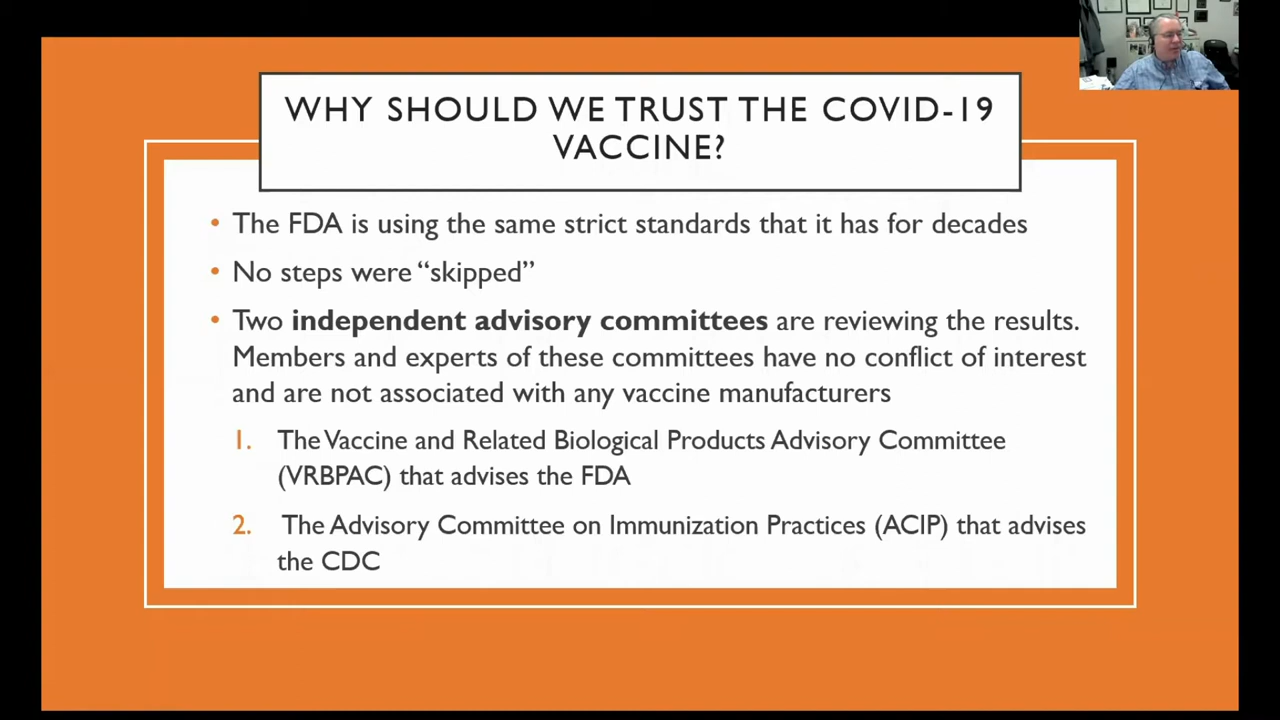 WHY SHOULD WE TRUST THE COVID-19
VACCINE?
• The FDA is using the same strict standards that it has for decades
• No steps were “skipped”
• Two independent advisory committees are reviewing the results.
Members and experts of these committees have no conflict of interest
and are not associated with any vaccine manufacturers
1. The Vaccine and Related Biological Products Advisory Committee
(VRBPAC) that advises the FDA
2. The Advisory Committee on Immunization Practices (ACIP) that advises
the CDC